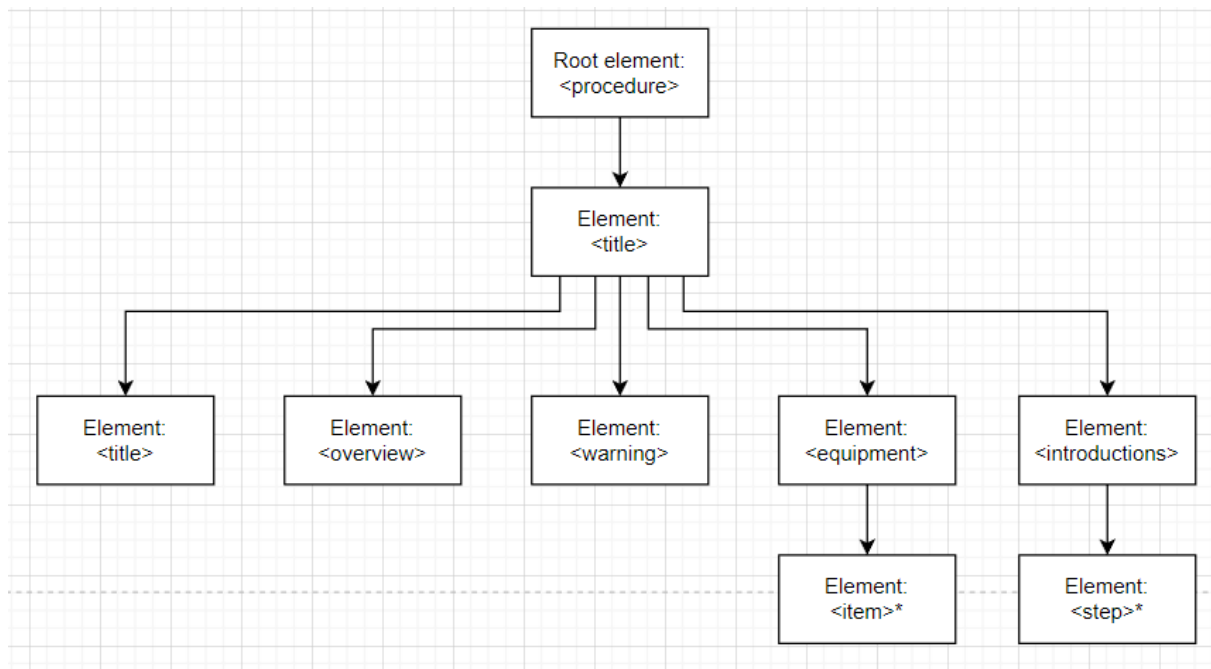 Root element:
<procedure>
Element:
<title>
Element:
<title>
Element:
<overview>
Element:
<warning>
Element:
<equipment>
Element:
<introductions>
Element:
<item>*
Element:
<step>*